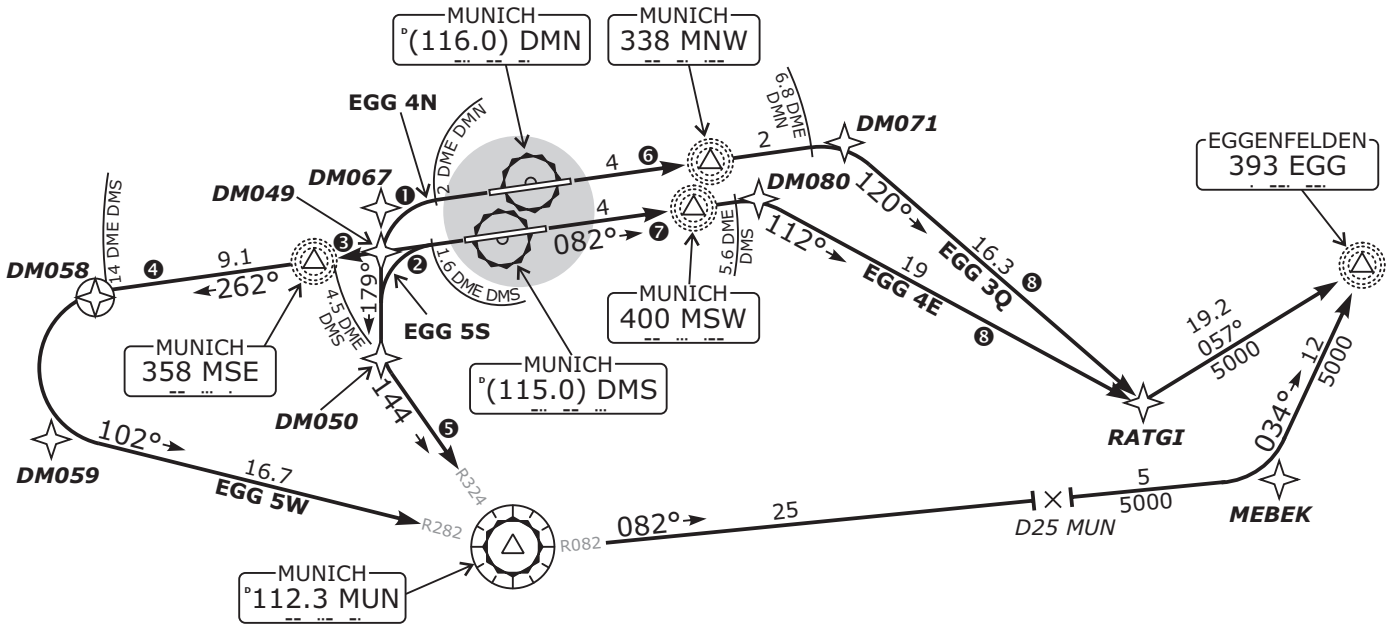 MUNICH
D(116.0) DMN
MUNICH
338 MNW
EGG 4N
2 DME DMN
6.8 DME
DMN
DM071
EGGENFELDEN
393 EGG
DM067
❶
4
❻
2
DM049
DM080
120°
14 DME DMS
❸
❷
4
082°
❼
5.6 DME
DMS
112°
16.3
EGG 3Q
❽
DM058
❹
9.1
262°
179°
1.6 DME DMS
19
EGG 4E
❽
4.5 DME
DMS
EGG 5S
MUNICH
400 MSW
19.2
057°
5000
12
5000
MUNICH
358 MSE
MUNICH
D(115.0) DMS
DM050
144
❺
RATGI
034°
DM059
102°
16.7
EGG 5W
R324
R282
R082
082°
25
D25 MUN
5
5000
MEBEK
MUNICH
D112.3 MUN